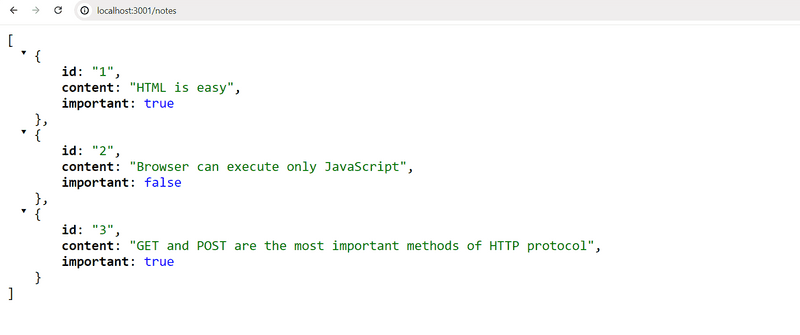 localhost:3001/notes
[
{
id: "1",
content: "HTML is easy",
important: true
},
{
id: "2",
content: "Browser can execute only JavaScript",
important: false
},
{
id: "3",
content: "GET and POST are the most important methods of HTTP protocol",
important: true
}
]